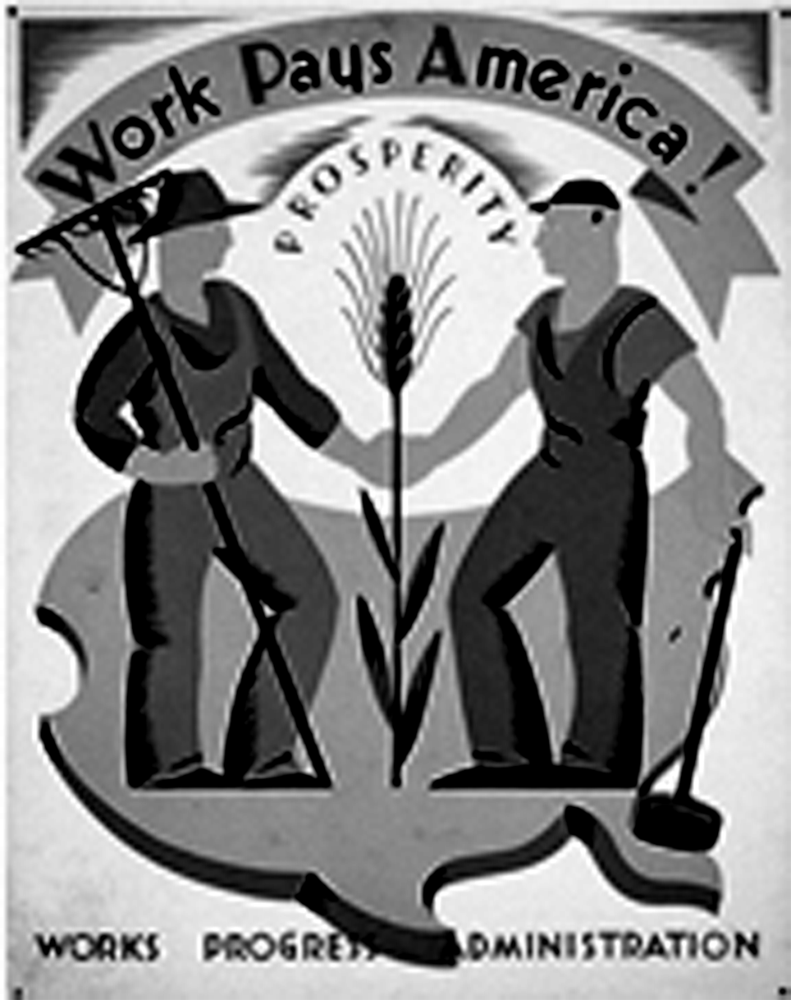 Work Pays America!
PROSPERITY
WORKS PROGRESS ADMINISTRATION